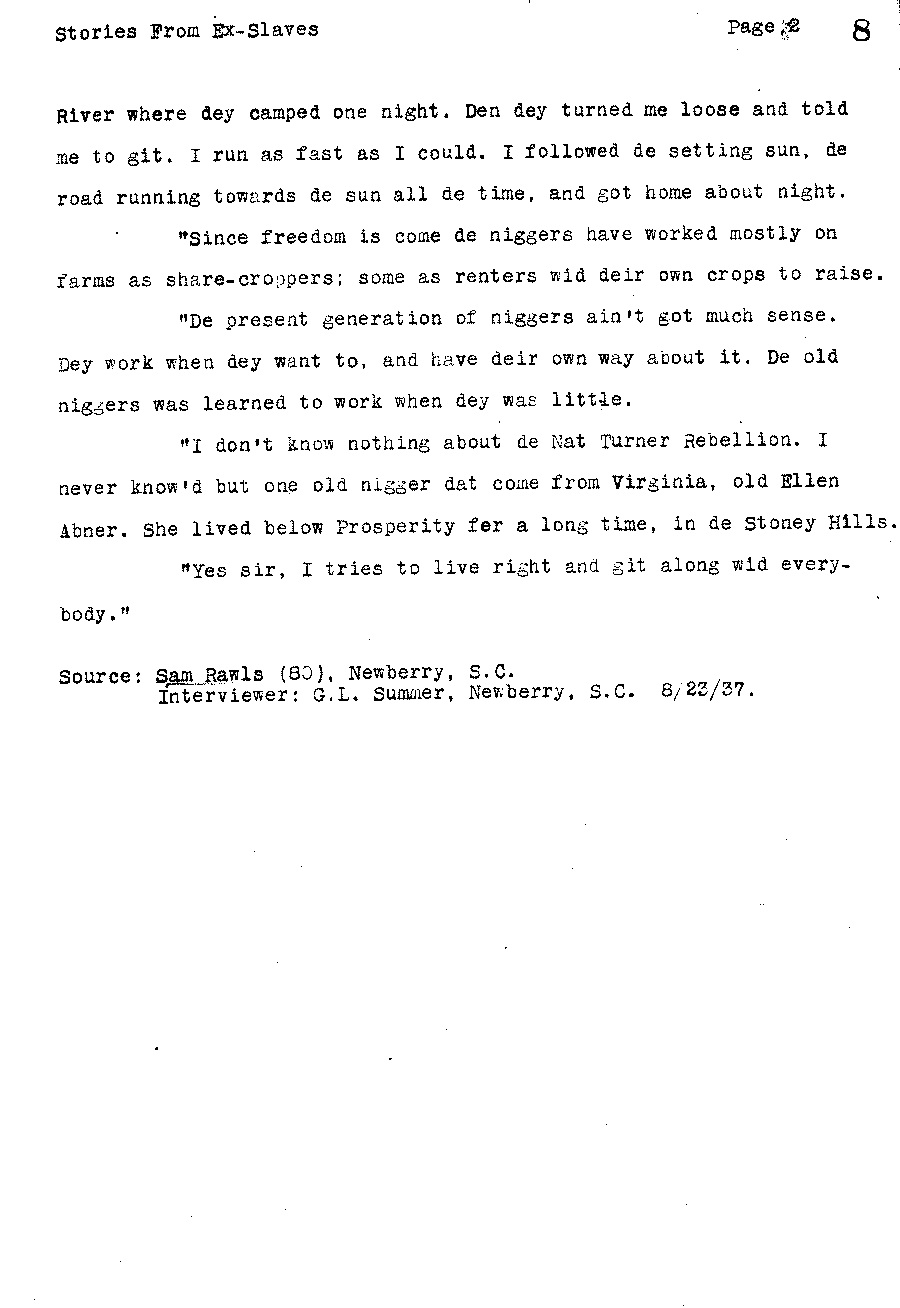 Stories From Ex-Slaves Page 2 8
River where dey camped one night. Den dey turned me loose and told
me to git. I run as fast as I could. I followed de setting sun, de
road running towards de sun all de time, and got home about night.
"Since freedom is come de niggers have worked mostly on
farms as share-croppers; some as renters wid deir own crops to raise.
"De present generation of niggers ain't got much sense.
Dey work when dey want to, and have deir own way about it. De old
niggers was learned to work when dey was little.
"I don't know nothing about de Nat Turner Rebellion. I
never know'd but one old nigger dat come from Virginia, old Ellen
Abner. She lived below Prosperity fer a long time, in de Stoney Hills.
"Yes sir, I tries to live right and git along wid every-
body."
Source: Sam Rawls (80), Newberry, S.C.
Interviewer: G.L. Summer, Newberry, S.C. 8/23/37.